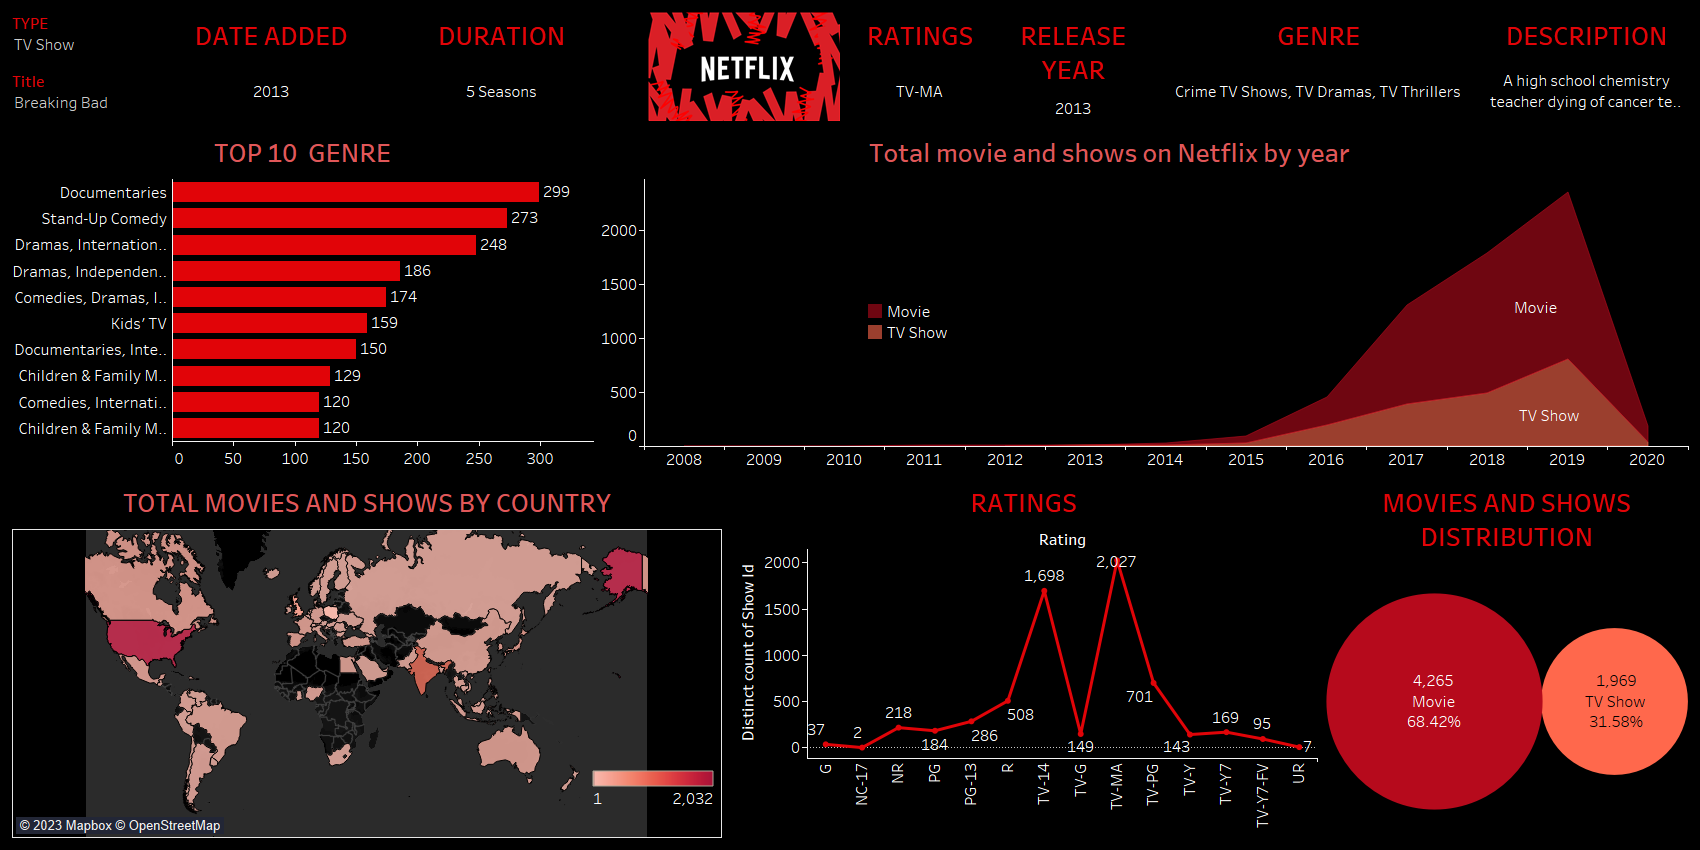 TYPE
TV Show
Title
Breaking Bad
DATE ADDED
2013
DURATION
5 Seasons
NETFLIX
RATINGS
TV-MA
RELEASE
YEAR
2013
GENRE
Crime TV Shows, TV Dramas, TV Thrillers
DESCRIPTION
A high school chemistry
teacher dying of cancer te..
TOP 10 GENRE
Documentaries 299
Stand-Up Comedy 273
Dramas, Internation.. 248
Dramas, Independen.. 186
Comedies, Dramas, I.. 174
Kids' TV 159
Documentaries, Inte.. 150
Children & Family M.. 129
Comedies, Internati.. 120
Children & Family M.. 120
0 50 100 150 200 250 300
Total movie and shows on Netflix by year
2000
1500
1000
500
0
Movie
TV Show
Movie
TV Show
2008 2009 2010 2011 2012 2013 2014 2015 2016 2017 2018 2019 2020
TOTAL MOVIES AND SHOWS BY COUNTRY
1 2,032
© 2023 Mapbox © OpenStreetMap
RATINGS
Rating
Distinct count of Show Id
2000
1500
1000
500
0
37 2 218 184 286 508 1,698 149 2,027 701 143 169 95 7
G NC-17 NR PG PG-13 R TV-14 TV-G TV-MA TV-PG TV-Y TV-Y7 TV-Y7-FV UR
MOVIES AND SHOWS
DISTRIBUTION
4,265
Movie
68.42%
1,969
TV Show
31.58%